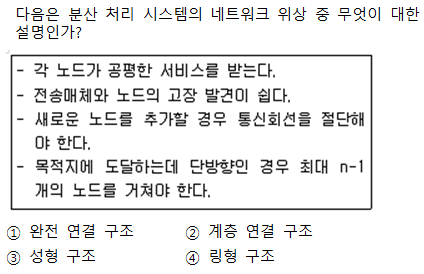 다음은 분산 처리 시스템의 네트워크 위상 중 무엇이 대한
설명인가?
- 각 노드가 공평한 서비스를 받는다.
- 전송매체와 노드의 고장 발견이 쉽다.
- 새로운 노드를 추가할 경우 통신회선을 절단해
야 한다.
- 목적지에 도달하는데 단방향인 경우 최대 n-1
개의 노드를 거쳐야 한다.
① 완전 연결 구조 ② 계층 연결 구조
③ 성형 구조 ④ 링형 구조